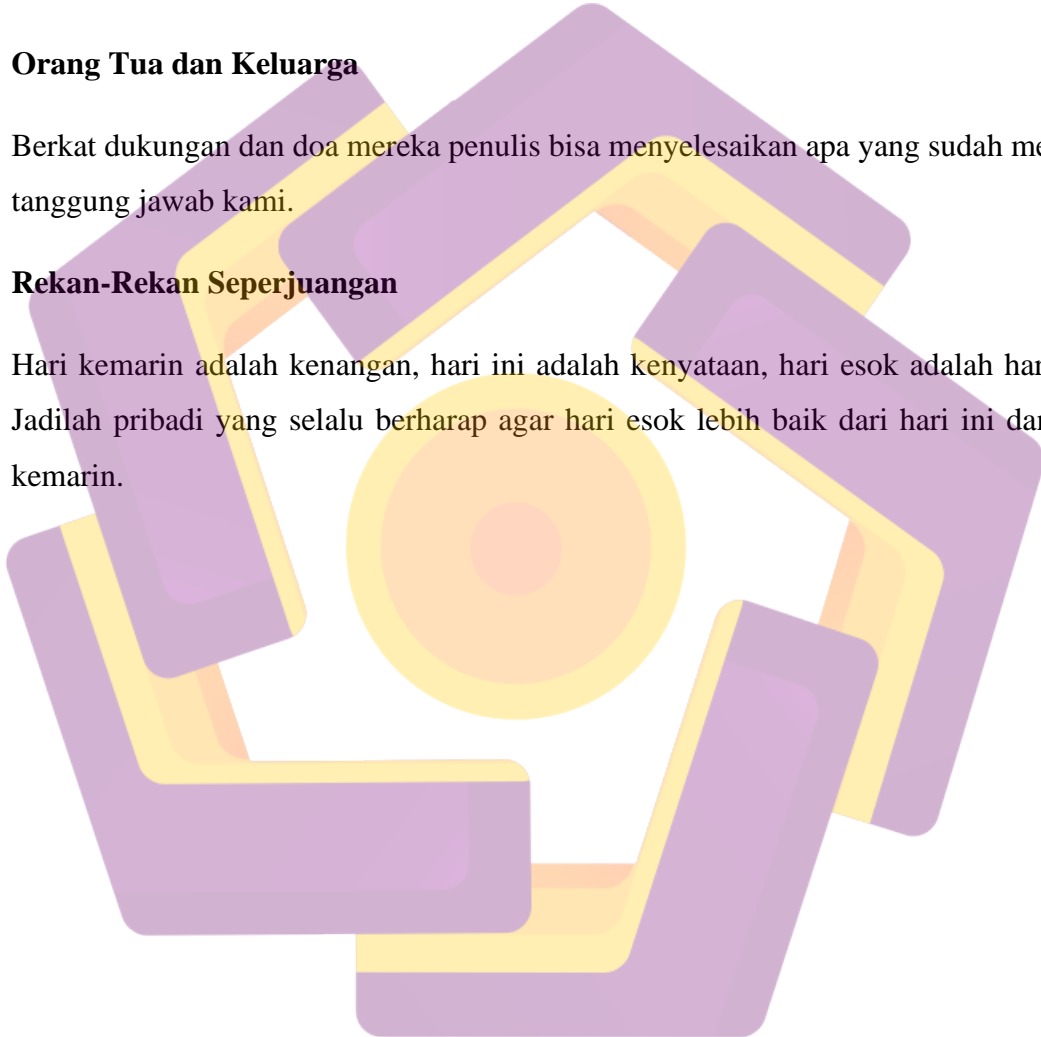 Orang Tua dan Keluarga
Berkat dukungan dan doa mereka penulis bisa menyelesaikan apa yang sudah me
tanggung jawab kami.
Rekan-Rekan Seperjuangan
Hari kemarin adalah kenangan, hari ini adalah kenyataan, hari esok adalah har
Jadilah pribadi yang selalu berharap agar hari esok lebih baik dari hari ini dar
kemarin.